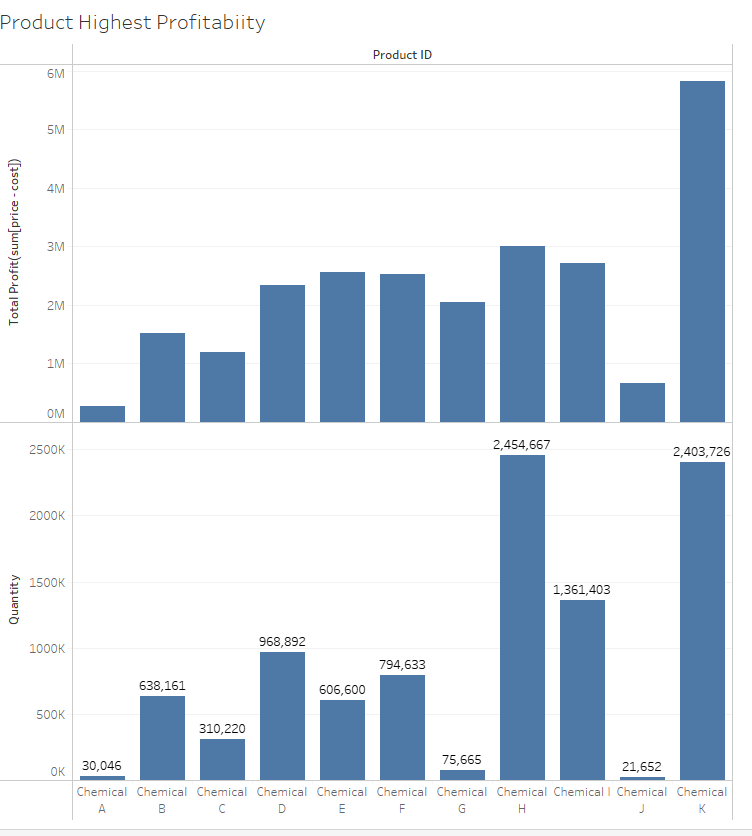 Product Highest Profitabiity
Product ID
Total Profit(sum[price - cost])
6M
5M
4M
3M
2M
1M
0M
Quantity
2500K
2000K
1500K
1000K
500K
0K
30,046
638,161
310,220
968,892
606,600
794,633
75,665
2,454,667
1,361,403
21,652
2,403,726
Chemical A
Chemical B
Chemical C
Chemical D
Chemical E
Chemical F
Chemical G
Chemical H
Chemical I
Chemical J
Chemical K